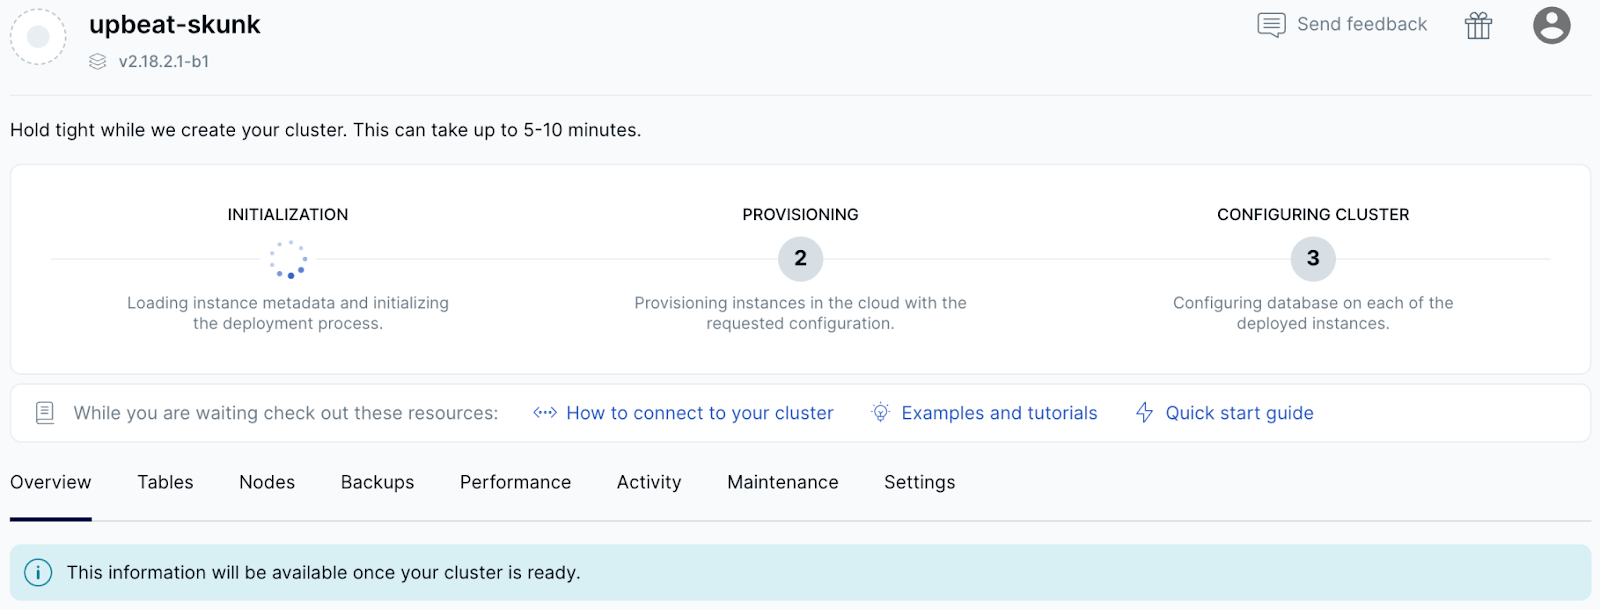 upbeat-skunk
Send feedback
v2.18.2.1-b1
Hold tight while we create your cluster. This can take up to 5-10 minutes.
INITIALIZATION
Loading instance metadata and initializing
the deployment process.
PROVISIONING
2
Provisioning instances in the cloud with the
requested configuration.
CONFIGURING CLUSTER
3
Configuring database on each of the
deployed instances.
While you are waiting check out these resources: How to connect to your cluster Examples and tutorials Quick start guide
Overview Tables Nodes Backups Performance Activity Maintenance Settings
This information will be available once your cluster is ready.